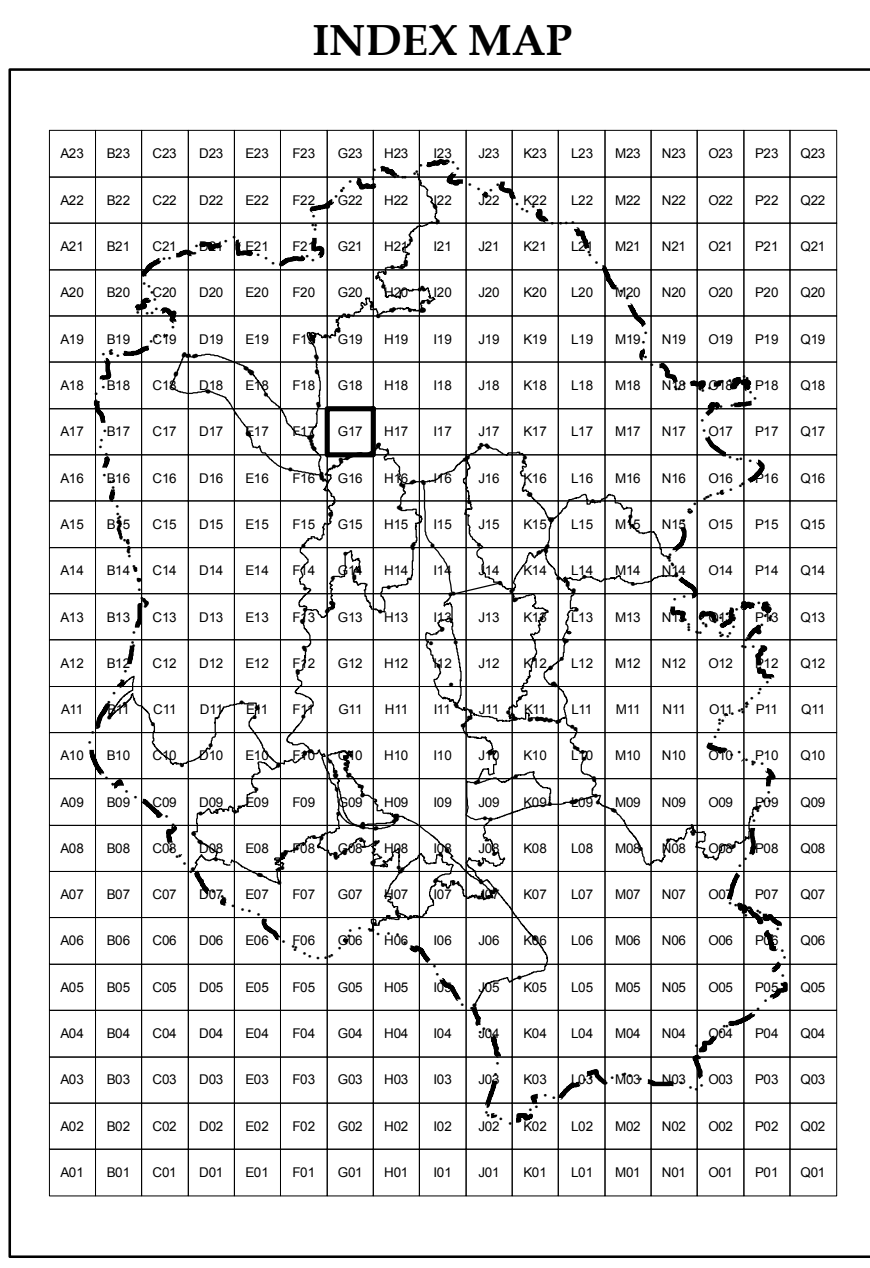 INDEX MAP
A23 B23 C23 D23 E23 F23 G23 H23 I23 J23 K23 L23 M23 N23 O23 P23 Q23
A22 B22 C22 D22 E22 F22 G22 H22 I22 J22 K22 L22 M22 N22 O22 P22 Q22
A21 B21 C21 D21 E21 F21 G21 H21 I21 J21 K21 L21 M21 N21 O21 P21 Q21
A20 B20 C20 D20 E20 F20 G20 H20 I20 J20 K20 L20 M20 N20 O20 P20 Q20
A19 B19 C19 D19 E19 F19 G19 H19 I19 J19 K19 L19 M19 N19 O19 P19 Q19
A18 B18 C18 D18 E18 F18 G18 H18 I18 J18 K18 L18 M18 N18 O18 P18 Q18
A17 B17 C17 D17 E17 F17 G17 H17 I17 J17 K17 L17 M17 N17 O17 P17 Q17
A16 B16 C16 D16 E16 F16 G16 H16 I16 J16 K16 L16 M16 N16 O16 P16 Q16
A15 B15 C15 D15 E15 F15 G15 H15 I15 J15 K15 L15 M15 N15 O15 P15 Q15
A14 B14 C14 D14 E14 F14 G14 H14 I14 J14 K14 L14 M14 N14 O14 P14 Q14
A13 B13 C13 D13 E13 F13 G13 H13 I13 J13 K13 L13 M13 N13 O13 P13 Q13
A12 B12 C12 D12 E12 F12 G12 H12 I12 J12 K12 L12 M12 N12 O12 P12 Q12
A11 B11 C11 D11 E11 F11 G11 H11 I11 J11 K11 L11 M11 N11 O11 P11 Q11
A10 B10 C10 D10 E10 F10 G10 H10 I10 J10 K10 L10 M10 N10 O10 P10 Q10
A09 B09 C09 D09 E09 F09 G09 H09 I09 J09 K09 L09 M09 N09 O09 P09 Q09
A08 B08 C08 D08 E08 F08 G08 H08 I08 J08 K08 L08 M08 N08 O08 P08 Q08
A07 B07 C07 D07 E07 F07 G07 H07 I07 J07 K07 L07 M07 N07 O07 P07 Q07
A06 B06 C06 D06 E06 F06 G06 H06 I06 J06 K06 L06 M06 N06 O06 P06 Q06
A05 B05 C05 D05 E05 F05 G05 H05 I05 J05 K05 L05 M05 N05 O05 P05 Q05
A04 B04 C04 D04 E04 F04 G04 H04 I04 J04 K04 L04 M04 N04 O04 P04 Q04
A03 B03 C03 D03 E03 F03 G03 H03 I03 J03 K03 L03 M03 N03 O03 P03 Q03
A02 B02 C02 D02 E02 F02 G02 H02 I02 J02 K02 L02 M02 N02 O02 P02 Q02
A01 B01 C01 D01 E01 F01 G01 H01 I01 J01 K01 L01 M01 N01 O01 P01 Q01